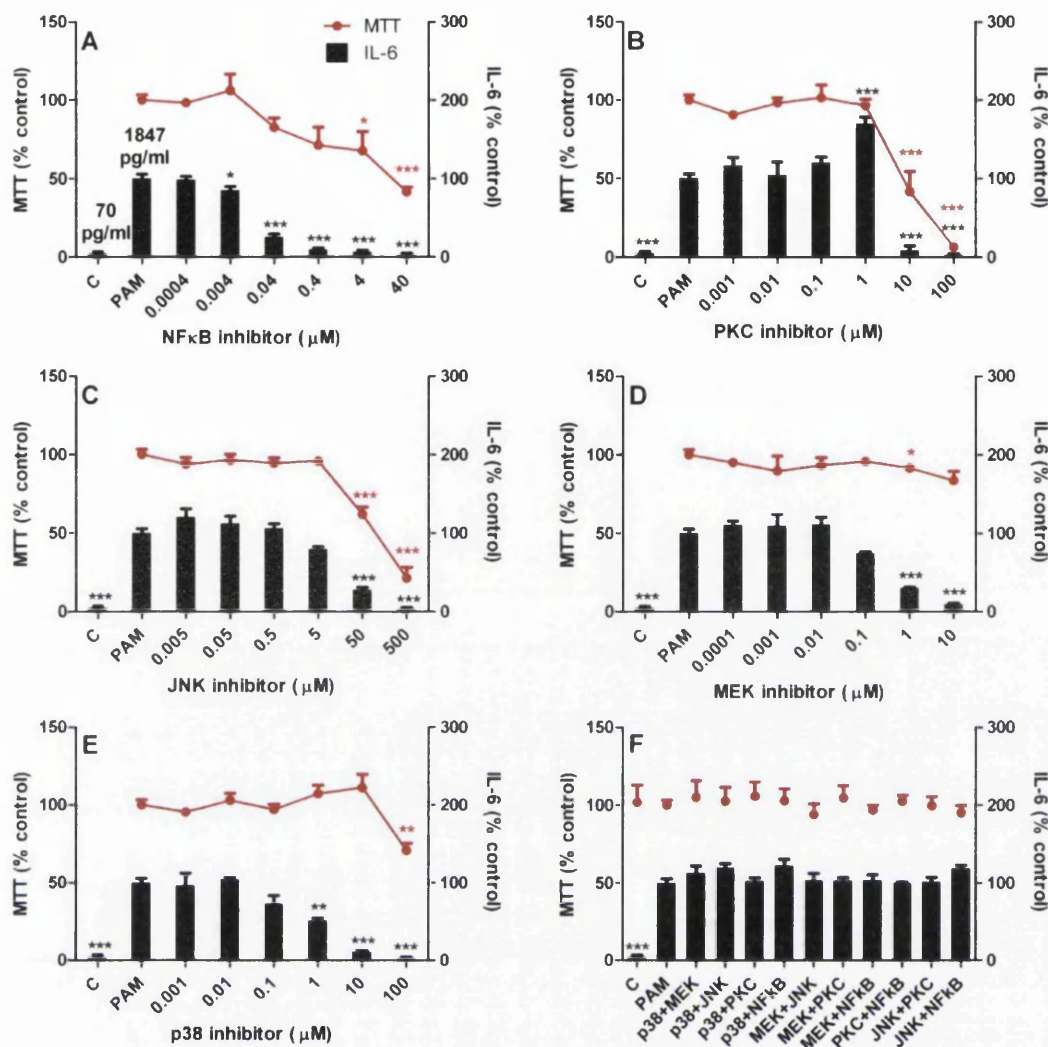 A
MTT
IL-6
MTT (% control)
150
100
50
0
IL-6 (% control)
300
200
100
0
70
pg/ml
1847
pg/ml
*
***
***
***
***
*
***
C
PAM
0.0004
0.004
0.04
0.4
4
40
NFκB inhibitor (μM)
B
MTT (% control)
150
100
50
0
IL-6 (% control)
300
200
100
0
***
***
***
***
***
***
C
PAM
0.001
0.01
0.1
1
10
100
PKC inhibitor (μM)
C
MTT (% control)
150
100
50
0
IL-6 (% control)
300
200
100
0
***
***
***
***
***
C
PAM
0.005
0.05
0.5
5
50
500
JNK inhibitor (μM)
D
MTT (% control)
150
100
50
0
IL-6 (% control)
300
200
100
0
***
*
***
***
C
PAM
0.0001
0.001
0.01
0.1
1
10
MEK inhibitor (μM)
E
MTT (% control)
150
100
50
0
IL-6 (% control)
300
200
100
0
***
**
***
**
***
C
PAM
0.001
0.01
0.1
1
10
100
p38 inhibitor (μM)
F
MTT (% control)
150
100
50
0
IL-6 (% control)
300
200
100
0
***
C
PAM
p38+MEK
p38+JNK
p38+PKC
p38+NFκB
MEK+JNK
MEK+PKC
MEK+NFκB
PKC+NFκB
JNK+PKC
JNK+NFκB